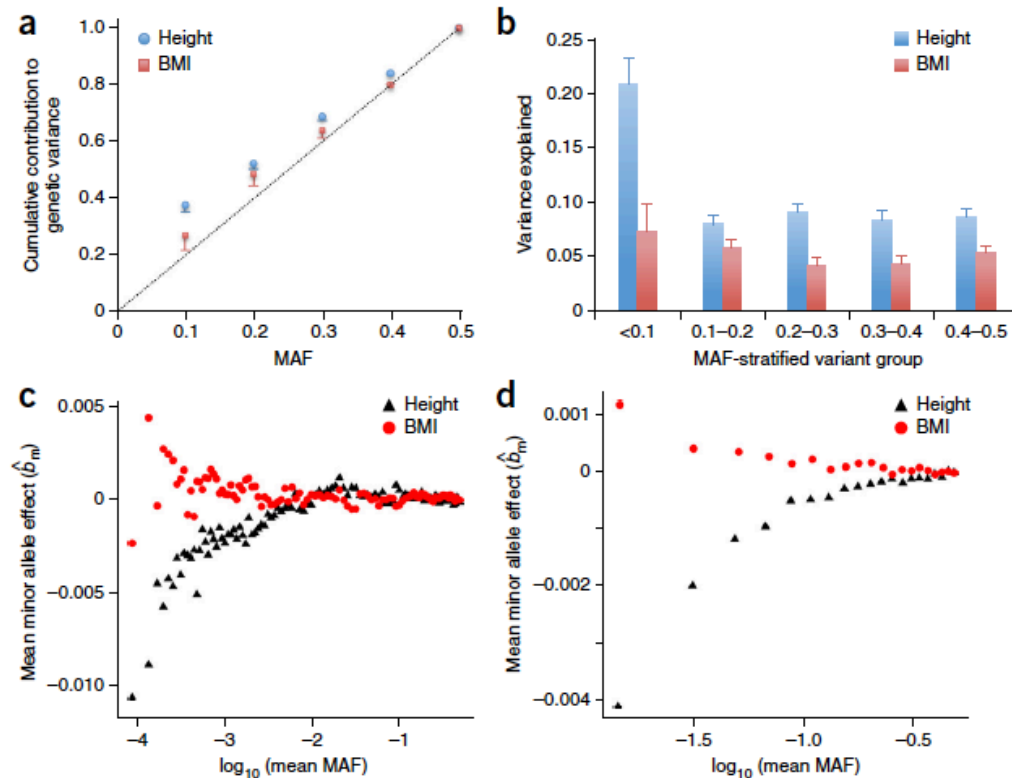 a
Height
BMI
Cumulative contribution to
genetic variance
1.0
0.8
0.6
0.4
0.2
0
0
0.1
0.2
0.3
0.4
0.5
MAF
b
Height
BMI
Variance explained
0.25
0.20
0.15
0.10
0.05
0
<0.1
0.1–0.2
0.2–0.3
0.3–0.4
0.4–0.5
MAF-stratified variant group
c
Height
BMI
Mean minor allele effect (b̂m)
0.005
0
−0.005
−0.010
−4
−3
−2
−1
log10 (mean MAF)
d
Height
BMI
Mean minor allele effect (b̂m)
0.001
0
−0.002
−0.004
−1.5
−1.0
−0.5
log10 (mean MAF)